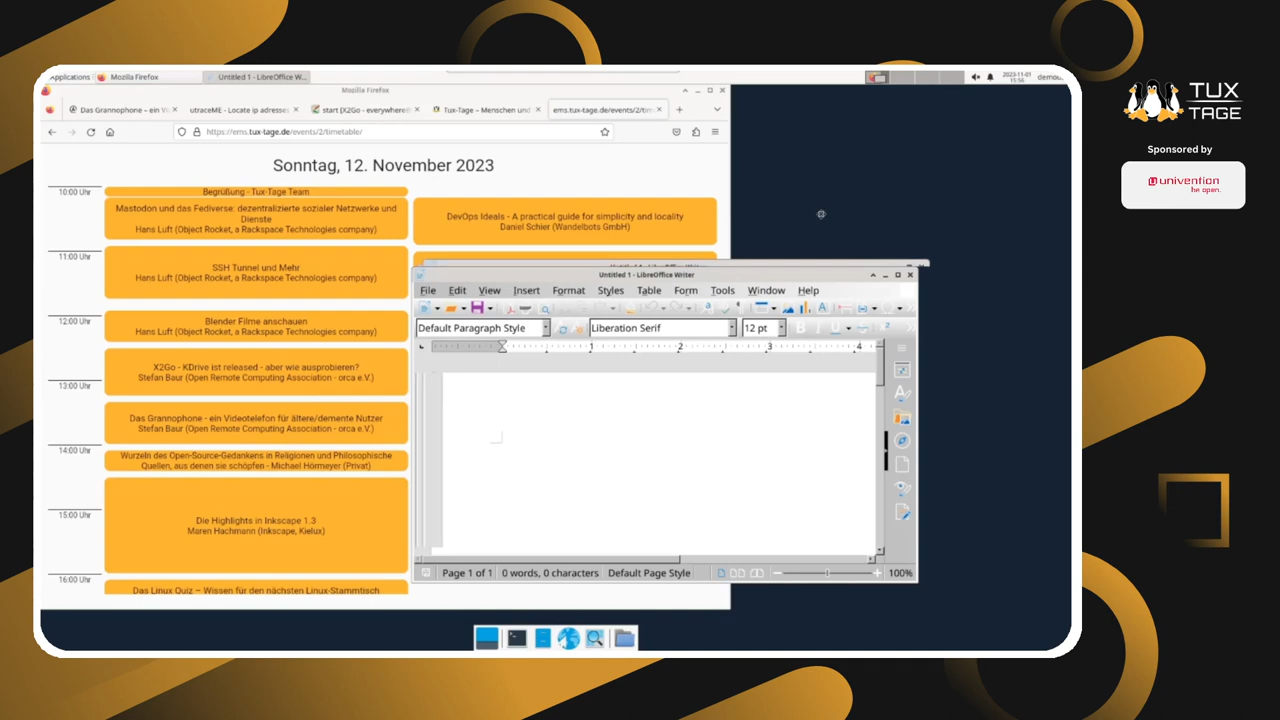 TUX
TAGE
Sponsored by
univention
be open.
Applications
Mozilla Firefox
Untitled 1 - LibreOffice W...
2023-11-01
15:56
Mozilla Firefox
Das Grannophone – ein Vi
utraceME - Locate ip adresses
start [X2Go - everywhere@
Tux-Tage – Menschen und
ems.tux-tage.de/events/2/tim
https://ems.tux-tage.de/events/2/timetable/
Sonntag, 12. November 2023
10:00 Uhr
Begrüßung - Tux-Tage Team
Mastodon und das Fediverse: dezentralizierte sozialer Netzwerke und
Dienste
Hans Luft (Object Rocket, a Rackspace Technologies company)
DevOps Ideals - A practical guide for simplicity and locality
Daniel Schier (Wandelbots GmbH)
11:00 Uhr
SSH Tunnel und Mehr
Hans Luft (Object Rocket, a Rackspace Technologies company)
12:00 Uhr
Blender Filme anschauen
Hans Luft (Object Rocket, a Rackspace Technologies company)
X2Go - KDrive ist released - aber wie ausprobieren?
Stefan Baur (Open Remote Computing Association - orca e.V.)
13:00 Uhr
Das Grannophone - ein Videotelefon für ältere/demente Nutzer
Stefan Baur (Open Remote Computing Association - orca e.V.)
14:00 Uhr
Wurzeln des Open-Source-Gedankens in Religionen und Philosophische
Quellen, aus denen sie schöpfen - Michael Hörmeyer (Privat)
15:00 Uhr
Die Highlights in Inkscape 1.3
Maren Hachmann (Inkscape, Kielux)
16:00 Uhr
Das Linux Quiz – Wissen für den nächsten Linux-Stammtisch
Untitled 1 - LibreOffice Writer
File Edit View Insert Format Styles Table Form Tools Window Help
Default Paragraph Style
Liberation Serif
12 pt
B I U
1 2 3 4
Page 1 of 1
0 words, 0 characters
Default Page Style
100%